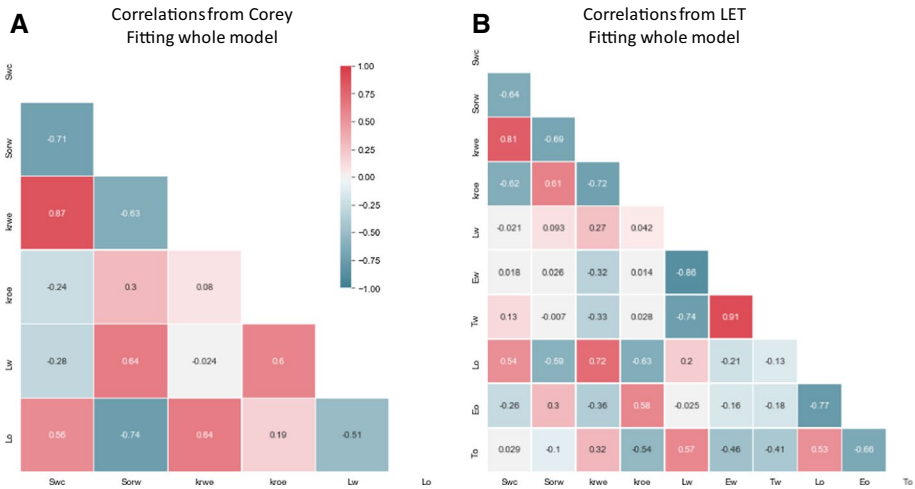 A
Correlations from Corey
Fitting whole model
Swc
Sorw
-0.71
krwe
0.87 -0.63
kroe
-0.24 0.3 0.08
Lw
-0.28 0.64 -0.024 0.6
Lo
0.56 -0.74 0.64 0.19 -0.51
Swc Sorw krwe kroe Lw Lo
1.00
0.75
0.50
0.25
0.00
-0.25
-0.50
-0.75
-1.00
B
Correlations from LET
Fitting whole model
Swc
Sorw
-0.64
krwe
0.81 -0.69
kroe
-0.62 0.61 -0.72
Lw
-0.021 0.093 0.27 0.042
Ew
0.018 0.026 -0.32 0.014 -0.86
Tw
0.13 -0.007 -0.33 0.028 -0.74 0.91
Lo
0.54 -0.59 0.72 -0.63 0.2 -0.21 -0.13
Eo
-0.26 0.3 -0.36 0.58 -0.025 -0.16 -0.18 -0.77
To
0.029 -0.1 0.32 -0.54 0.57 -0.46 -0.41 0.53 -0.66
Swc Sorw krwe kroe Lw Ew Tw Lo Eo To